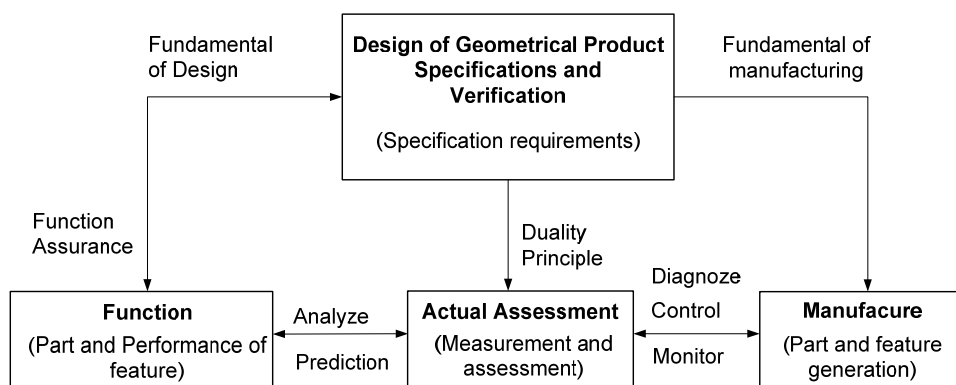 Fundamental
of Design
Design of Geometrical Product
Specifications and
Verification
(Specification requirements)
Fundamental of
manufacturing
Function
Assurance
Duality
Principle
Function
(Part and Performance of
feature)
Analyze
Prediction
Actual Assessment
(Measurement and
assessment)
Diagnoze
Control
Monitor
Manufacure
(Part and feature
generation)